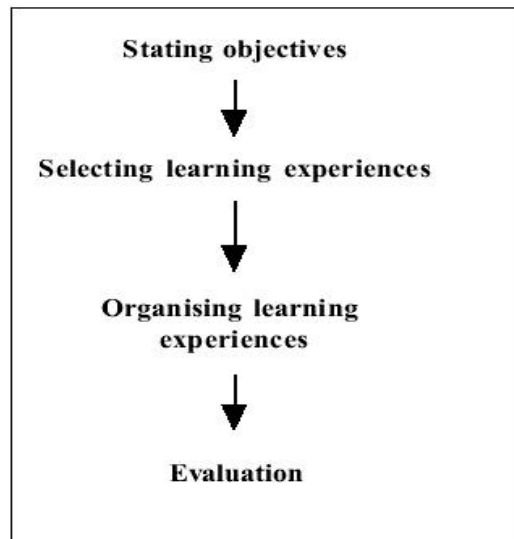 Stating objectives
Selecting learning experiences
Organising learning
experiences
Evaluation